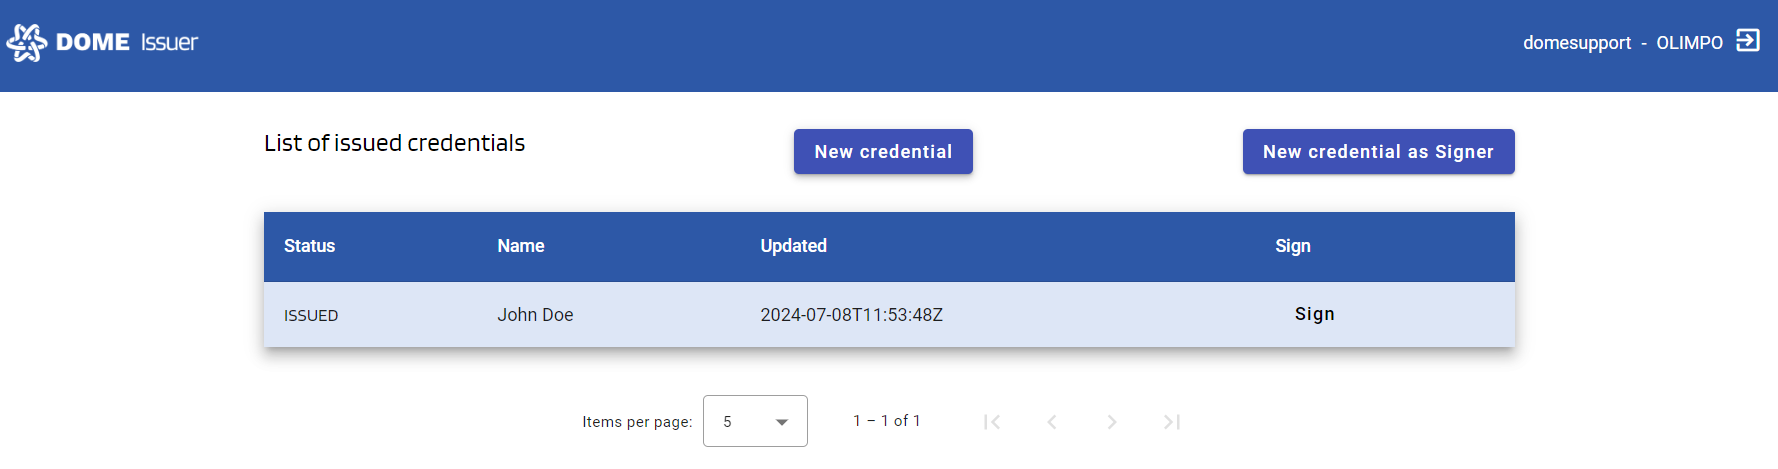 DOME Issuer
domesupport - OLIMPO
List of issued credentials
New credential
New credential as Signer
Status Name Updated Sign
ISSUED John Doe 2024-07-08T11:53:48Z Sign
Items per page: 5 1 – 1 of 1